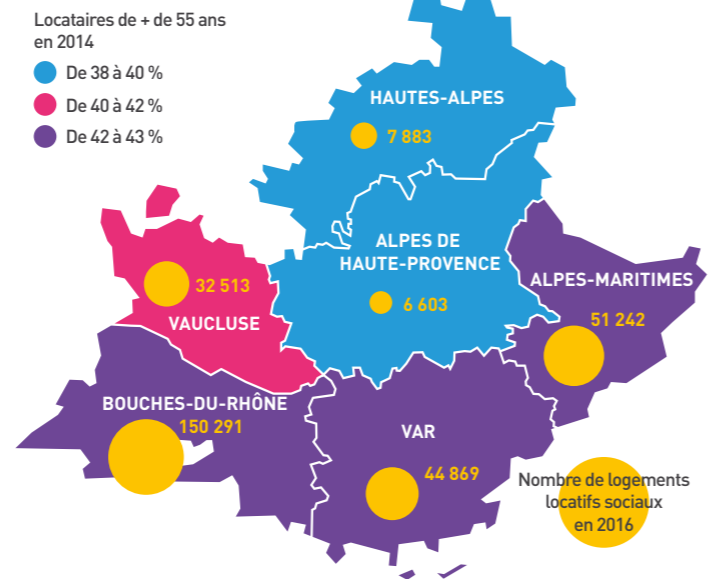 Locataires de + de 55 ans
en 2014
De 38 à 40 %
De 40 à 42 %
De 42 à 43 %
HAUTES-ALPES
7 883
ALPES DE
HAUTE-PROVENCE
6 603
ALPES-MARITIMES
51 242
32 513
VAUCLUSE
BOUCHES-DU-RHÔNE
150 291
VAR
44 869
Nombre de logements
locatifs sociaux
en 2016